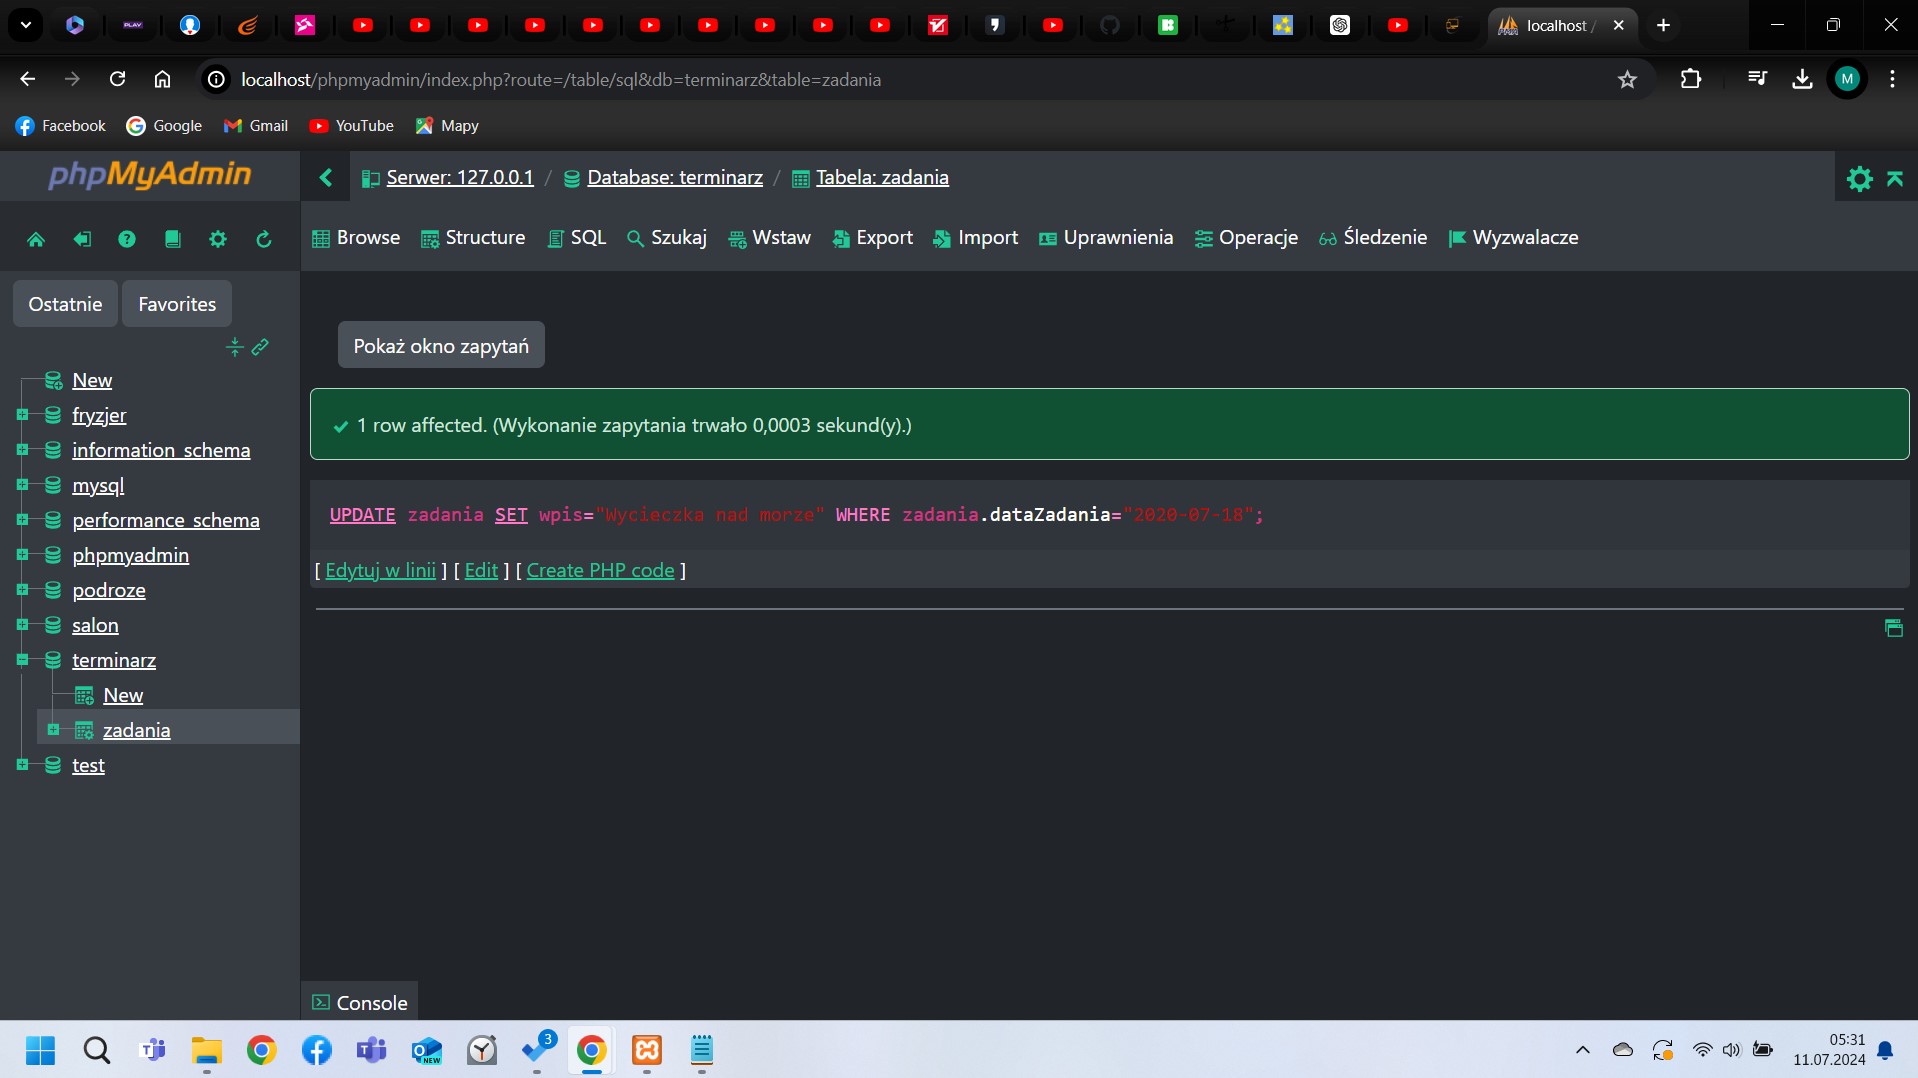 PLAY
localhost /
localhost/phpmyadmin/index.php?route=/table/sql&db=terminarz&table=zadania
M
Facebook Google Gmail YouTube Mapy
phpMyAdmin
Serwer: 127.0.0.1 / Database: terminarz / Tabela: zadania
Browse Structure SQL Szukaj Wstaw Export Import Uprawnienia Operacje Śledzenie Wyzwalacze
Ostatnie Favorites
New
fryzjer
information_schema
mysql
performance_schema
phpmyadmin
podroze
salon
terminarz
New
zadania
test
Pokaż okno zapytań
1 row affected. (Wykonanie zapytania trwało 0,0003 sekund(y).)
UPDATE zadania SET wpis="Wycieczka nad morze" WHERE zadania.dataZadania="2020-07-18";
[ Edytuj w linii ] [ Edit ] [ Create PHP code ]
Console
NEW
3
05:31
11.07.2024